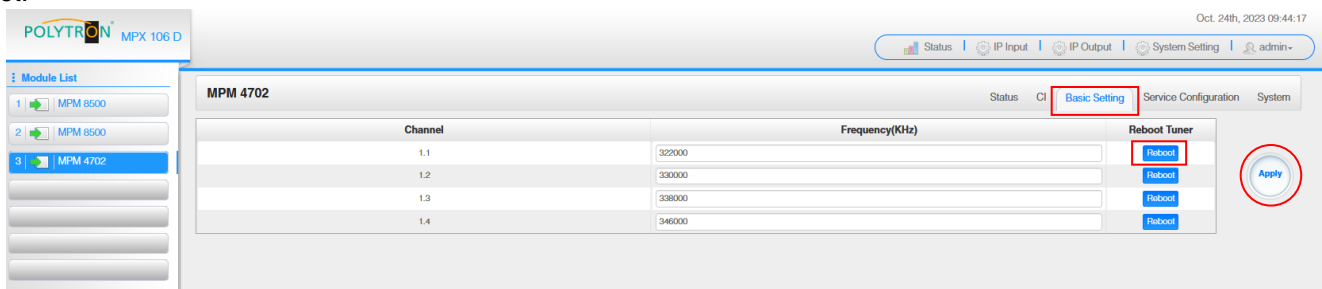 Oct. 24th, 2023 09:44:17
POLYTRON MPX 106 D
Status IP Input IP Output System Setting admin
Module List
1 MPM 8500
2 MPM 8500
3 MPM 4702
MPM 4702
Status CI Basic Setting Service Configuration System
Channel Frequency(KHz) Reboot Tuner
1.1 322000 Reboot
1.2 330000 Reboot
1.3 338000 Reboot
1.4 346000 Reboot
Apply